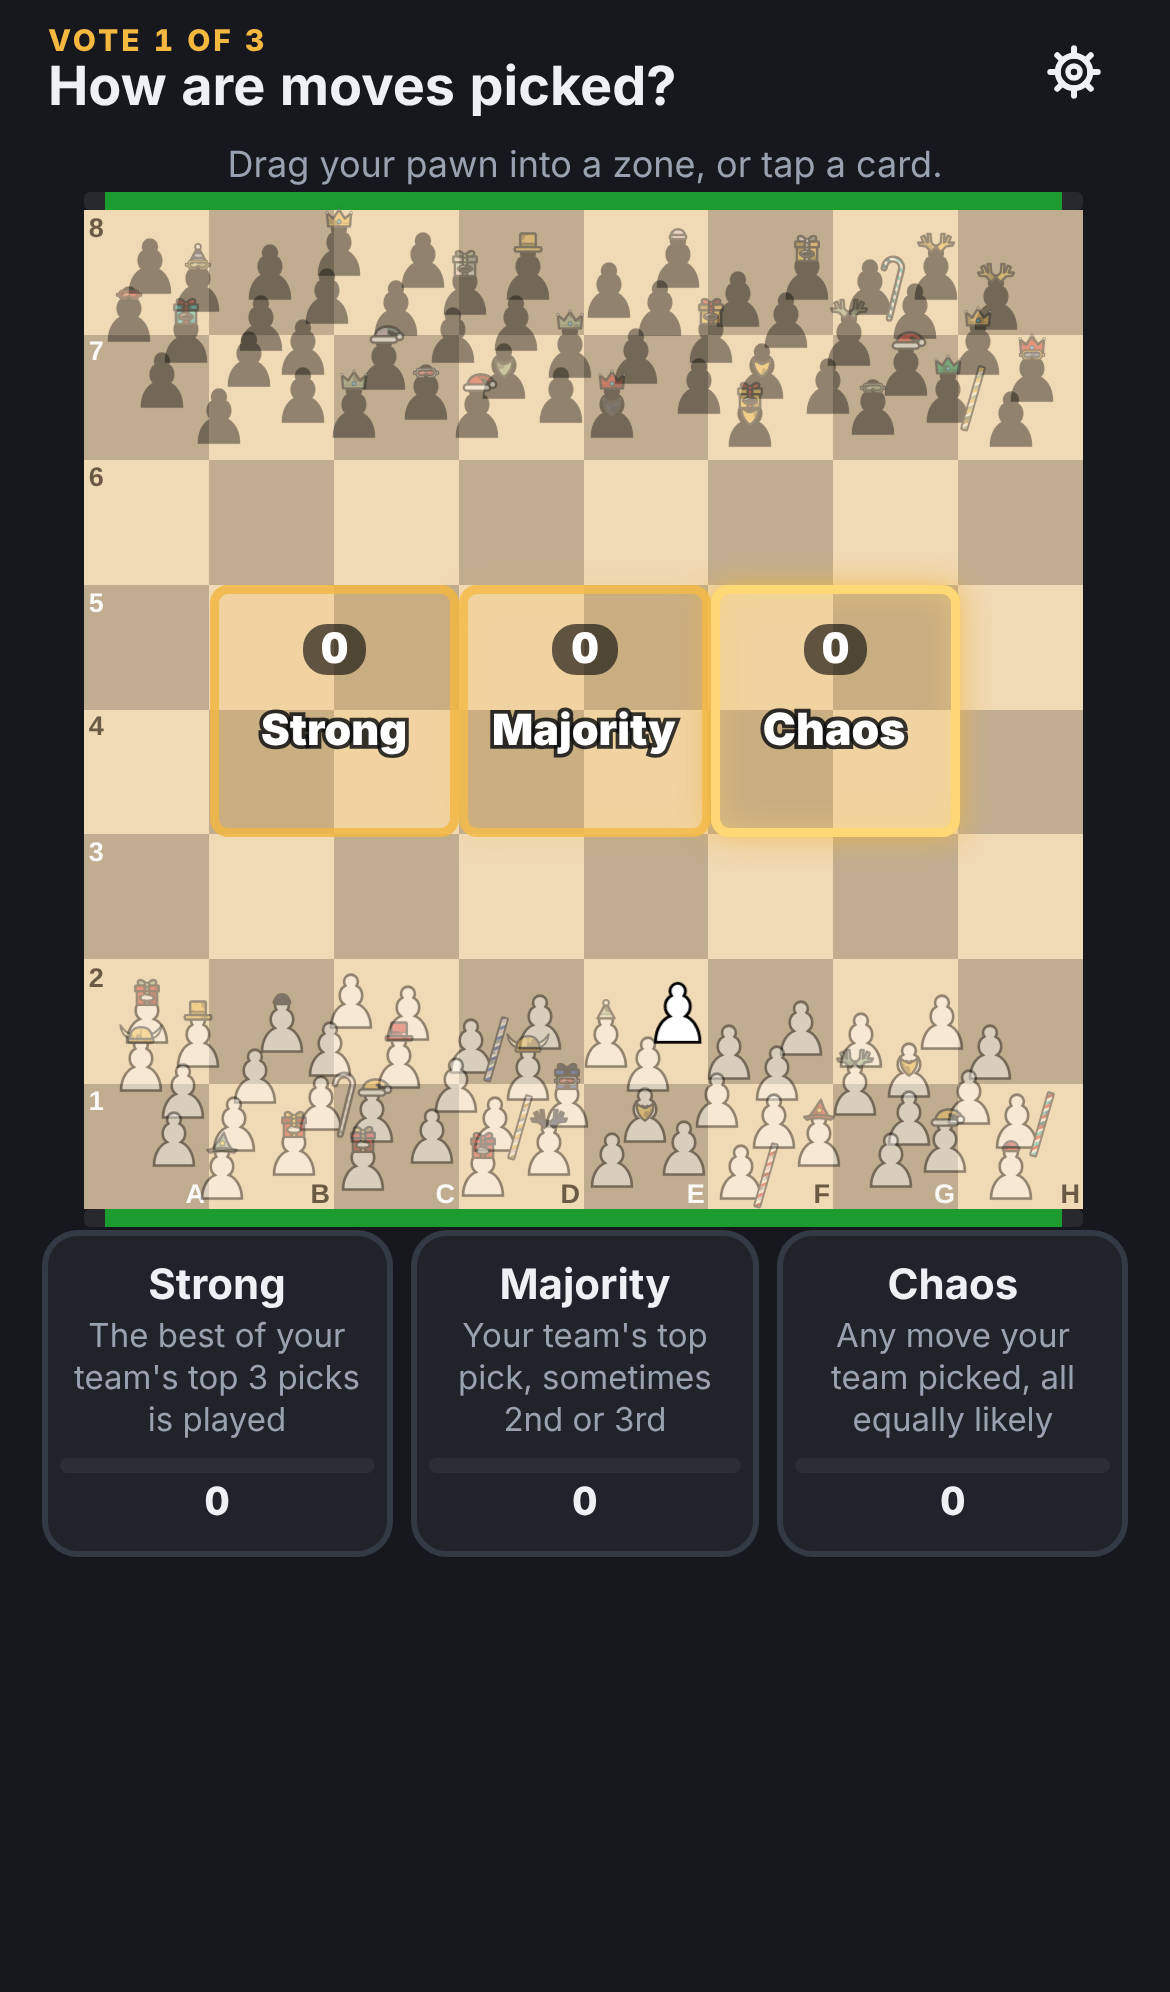 VOTE 1 OF 3
How are moves picked?
Drag your pawn into a zone, or tap a card.
8
7
6
5
0 0 0
4
Strong Majority Chaos
3
2
1
A B C D E F G H
Strong
The best of your
team's top 3 picks
is played
0
Majority
Your team's top
pick, sometimes
2nd or 3rd
0
Chaos
Any move your
team picked, all
equally likely
0